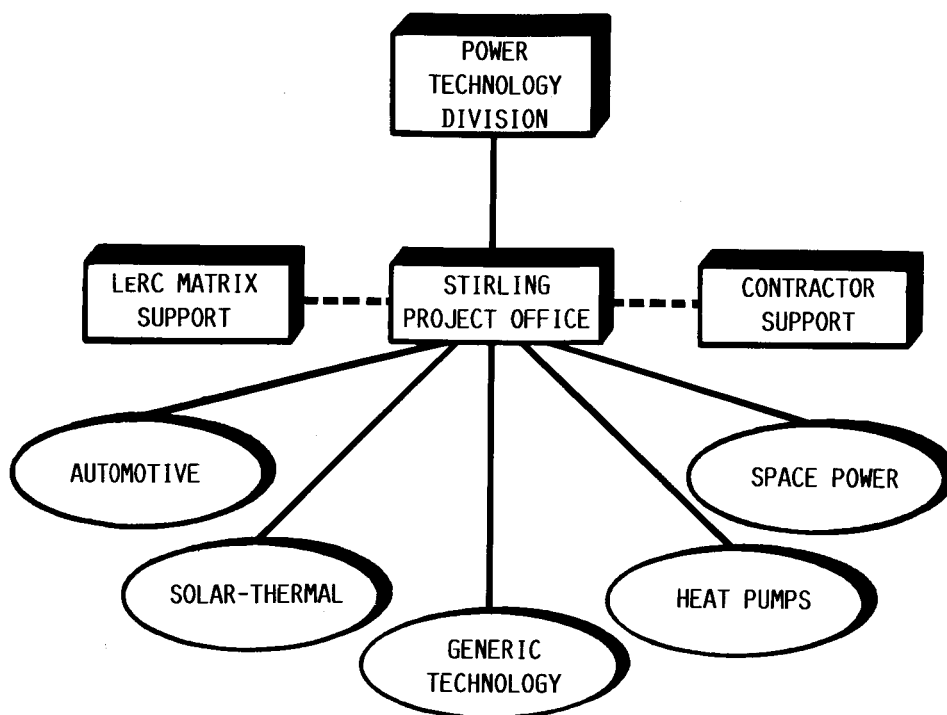 POWER
TECHNOLOGY
DIVISION
LeRC MATRIX
SUPPORT
STIRLING
PROJECT OFFICE
CONTRACTOR
SUPPORT
AUTOMOTIVE
SPACE POWER
SOLAR-THERMAL
HEAT PUMPS
GENERIC
TECHNOLOGY